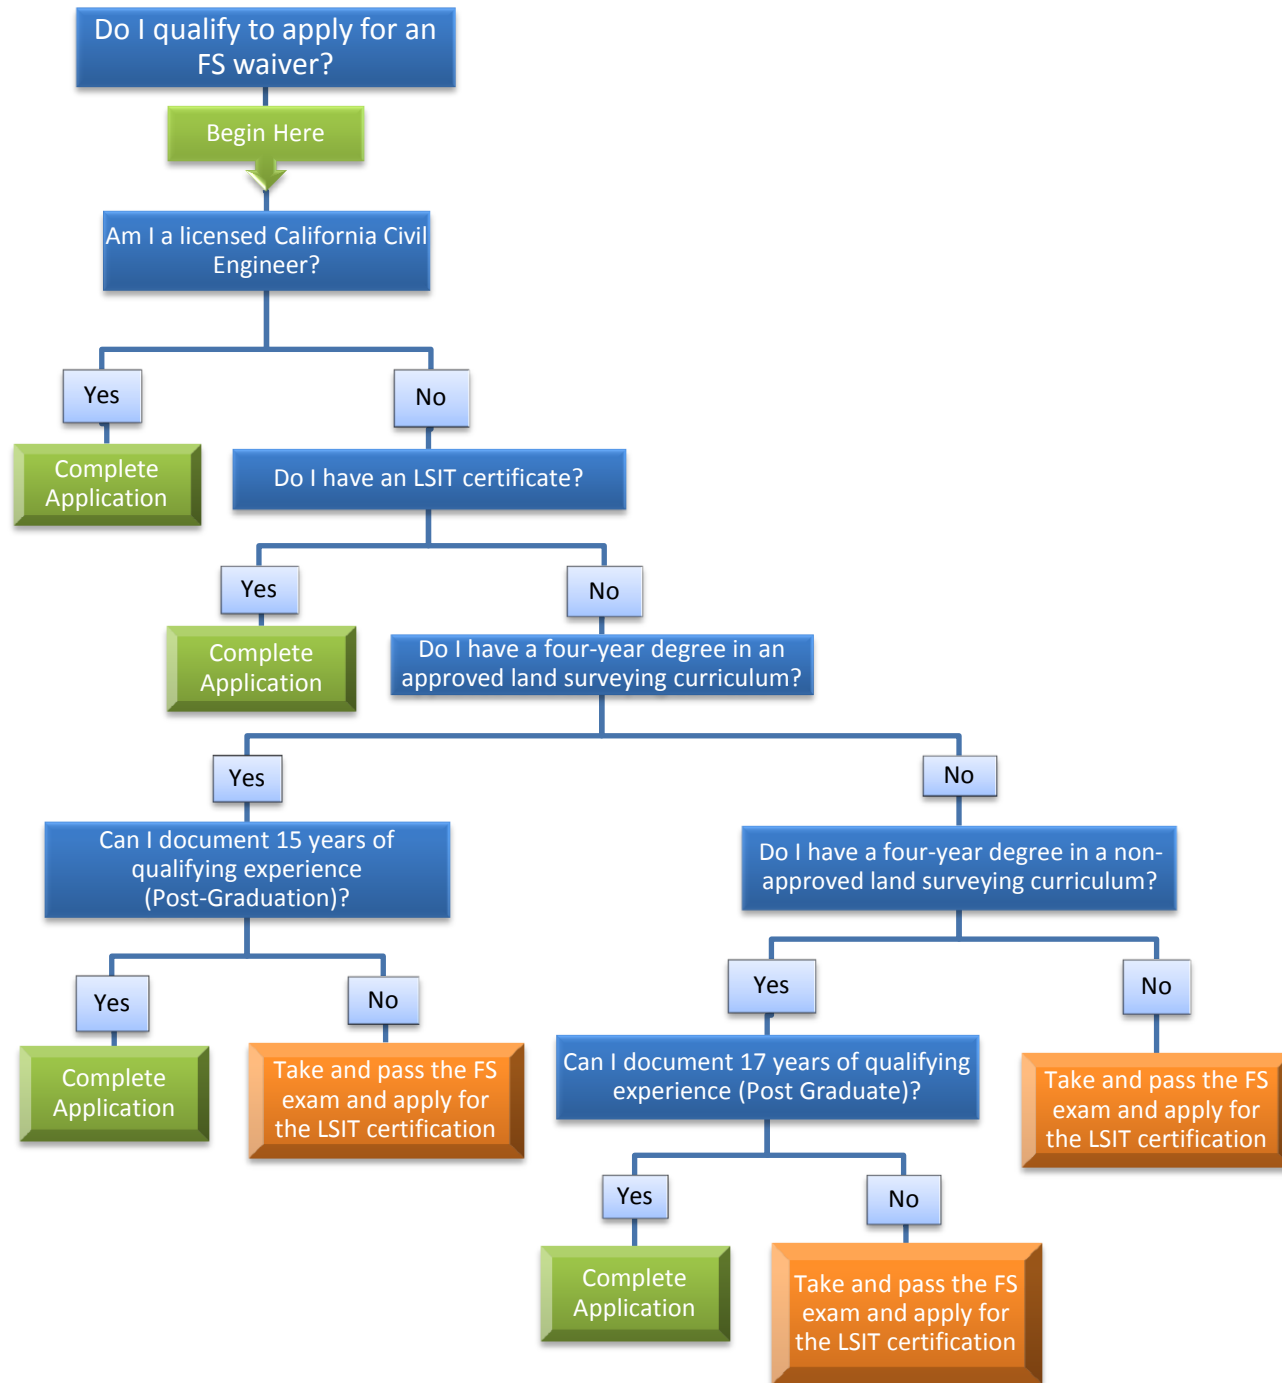 Do I qualify to apply for an
FS waiver?
Begin Here
Am I a licensed California Civil
Engineer?
Yes
No
Complete
Application
Do I have an LSIT certificate?
Yes
No
Complete
Application
Do I have a four-year degree in an
approved land surveying curriculum?
Yes
No
Can I document 15 years of
qualifying experience
(Post-Graduation)?
Do I have a four-year degree in a non-
approved land surveying curriculum?
Yes
No
Yes
No
Complete
Application
Take and pass the FS
exam and apply for
the LSIT certification
Can I document 17 years of qualifying
experience (Post Graduate)?
Take and pass the FS
exam and apply for
the LSIT certification
Yes
No
Complete
Application
Take and pass the FS
exam and apply for
the LSIT certification